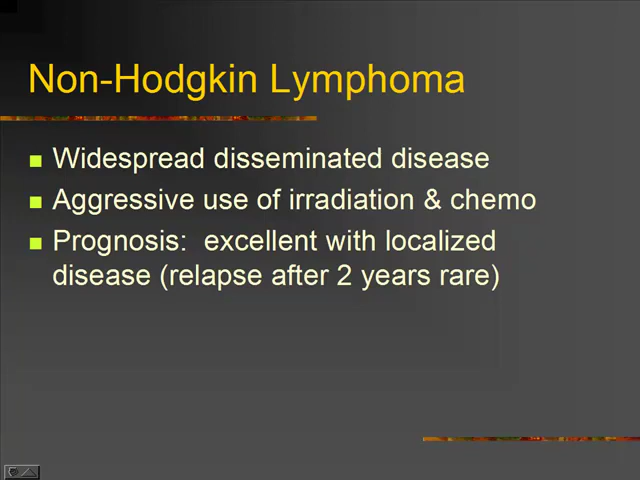 Non-Hodgkin Lymphoma
Widespread disseminated disease
Aggressive use of irradiation & chemo
Prognosis:  excellent with localized
disease (relapse after 2 years rare)